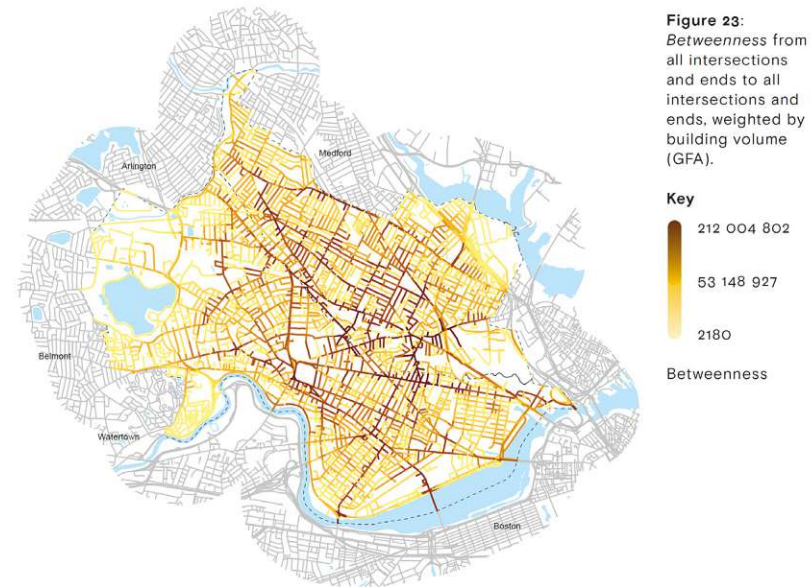 Figure 23:
Betweenness from
all intersections
and ends to all
intersections and
ends, weighted by
building volume
(GFA).
Key
212 004 802
53 148 927
2180
Betweenness
Arlington
Medford
Belmont
Watertown
Boston